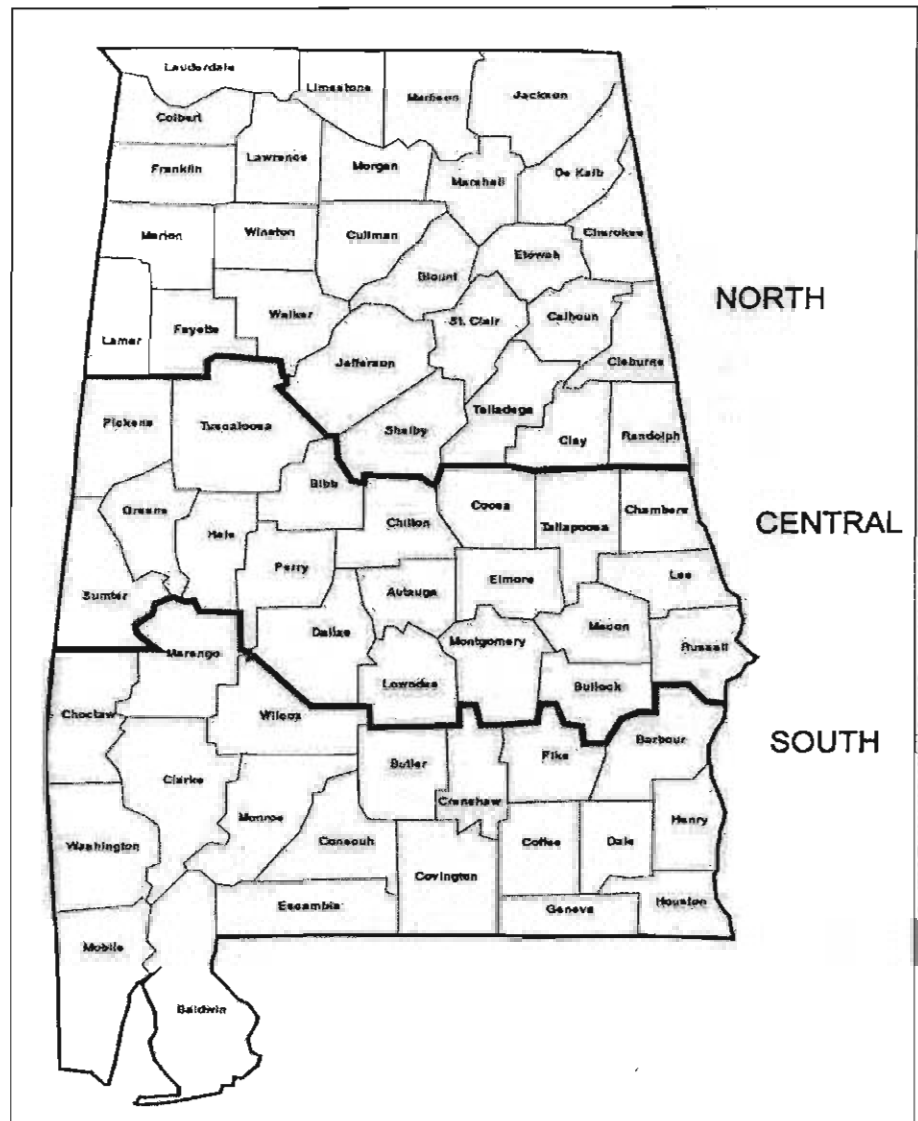 Lauderdale
Limestone
Madison
Jackson
Colbert
Franklin
Lawrence
Morgan
Marshall
De Kalb
Cherokee
Marion
Winston
Cullman
Blount
Etowah
NORTH
Lamar
Fayette
Walker
Jefferson
St. Clair
Calhoun
Cleburne
Pickens
Tuscaloosa
Shelby
Talladega
Clay
Randolph
Bibb
Greene
Hale
Chilton
Coosa
Tallapoosa
Chambers
CENTRAL
Sumter
Perry
Autauga
Elmore
Lee
Dallas
Montgomery
Macon
Russell
Marengo
Lowndes
Bullock
Choctaw
Wilcox
SOUTH
Butler
Crenshaw
Pike
Barbour
Clarke
Monroe
Conecuh
Coffee
Dale
Henry
Washington
Covington
Escambia
Geneva
Houston
Mobile
Baldwin